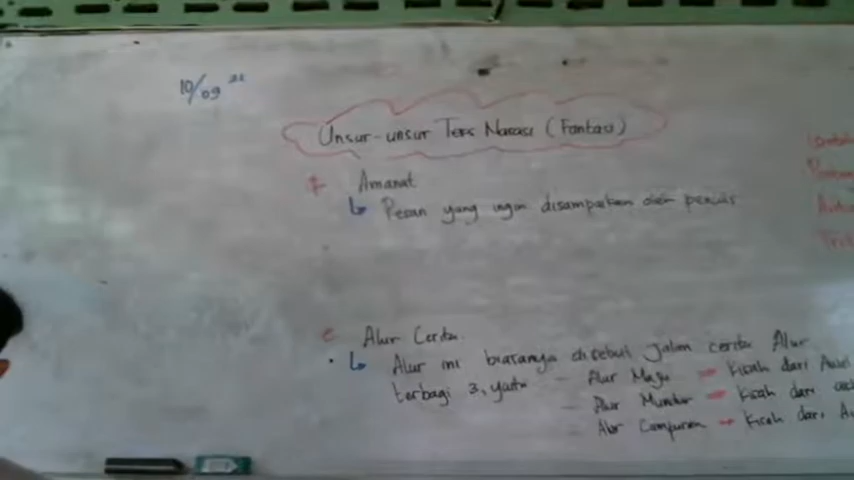 10/09 22
Unsur-unsur Teks Narasi (Fantasi)
Amanat
↳ Pesan yang ingin disampaikan oleh penulis
Alur Cerita.
↳ Alur ini biasanya disebut Jalan cerita Alur
terbagi 3, yaitu - Alur Maju → kisah dari Awal
- Alur Mundur → kisah dari
Alur Campuran → kisah dari